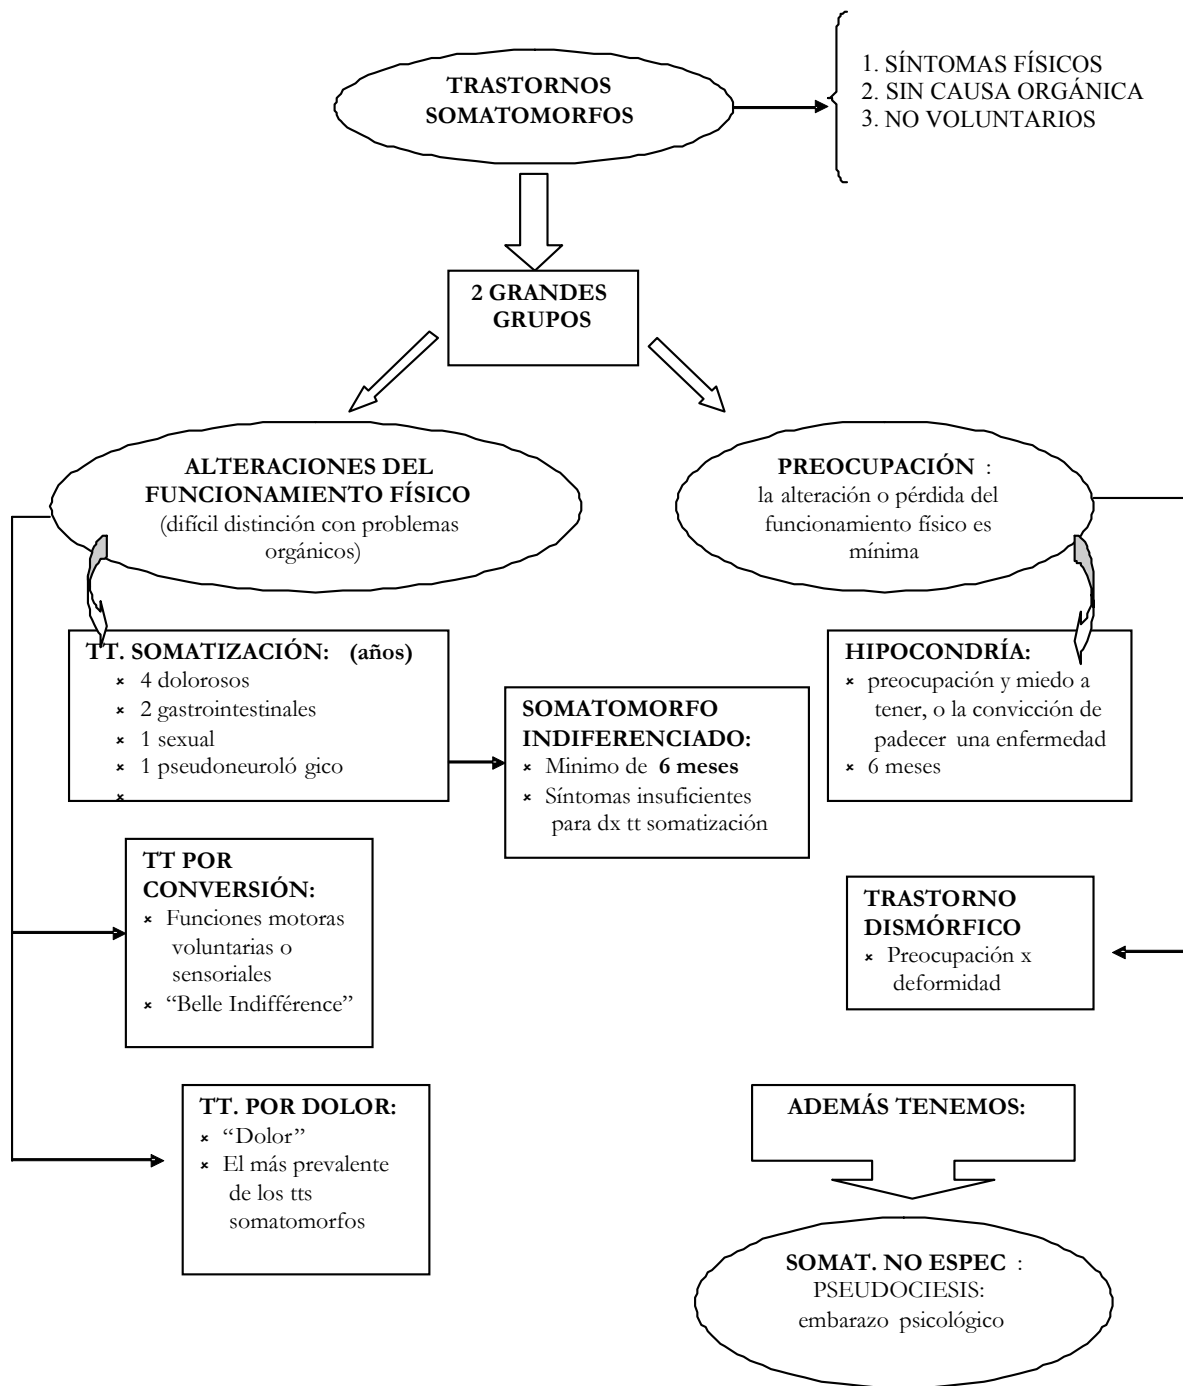 TRASTORNOS
SOMATOMORFOS
1. SÍNTOMAS FÍSICOS
2. SIN CAUSA ORGÁNICA
3. NO VOLUNTARIOS
2 GRANDES
GRUPOS
ALTERACIONES DEL
FUNCIONAMIENTO FÍSICO
(difícil distinción con problemas
orgánicos)
PREOCUPACIÓN :
la alteración o pérdida del
funcionamiento físico es
mínima
TT. SOMATIZACIÓN: (años)
× 4 dolorosos
× 2 gastrointestinales
× 1 sexual
× 1 pseudoneuroló gico
×
SOMATOMORFO
INDIFERENCIADO:
× Minimo de 6 meses
× Síntomas insuficientes
para dx tt somatización
HIPOCONDRÍA:
× preocupación y miedo a
tener, o la convicción de
padecer una enfermedad
× 6 meses
TT POR
CONVERSIÓN:
× Funciones motoras
voluntarias o
sensoriales
× “Belle Indifférence”
TRASTORNO
DISMÓRFICO
× Preocupación x
deformidad
TT. POR DOLOR:
× “Dolor”
× El más prevalente
de los tts
somatomorfos
ADEMÁS TENEMOS:
SOMAT. NO ESPEC :
PSEUDOCIESIS:
embarazo psicológico